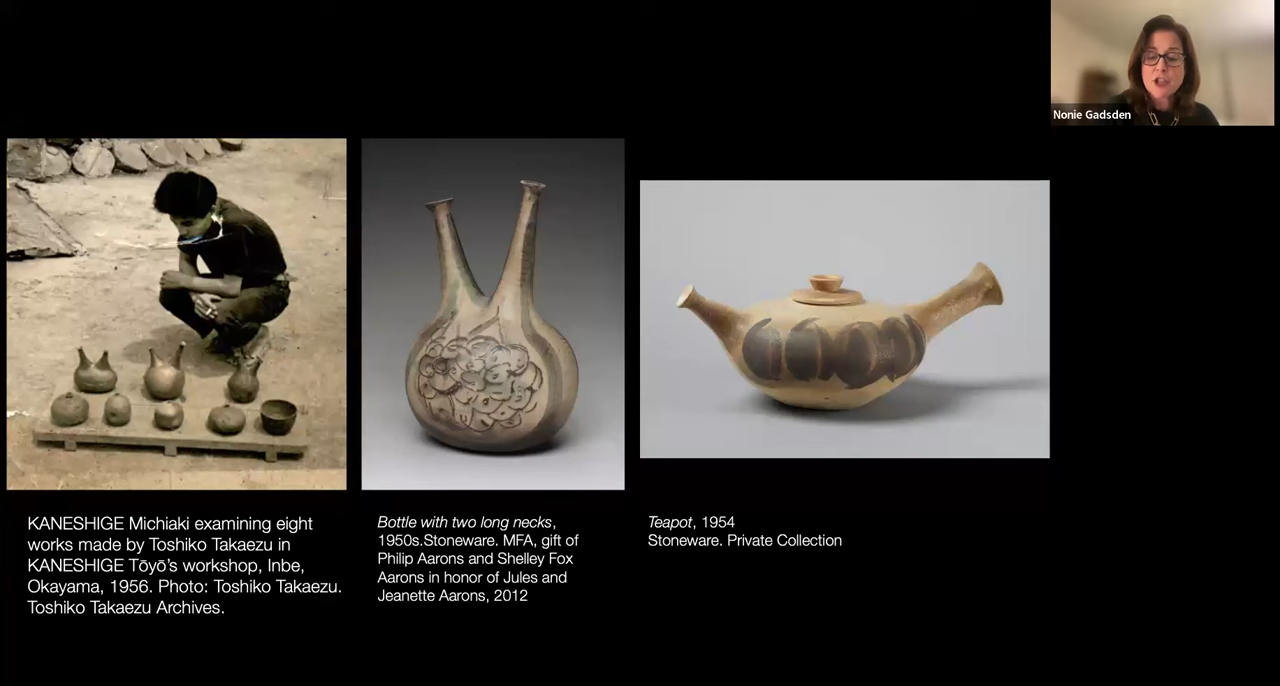 Nonie Gadsden
KANESHIGE Michiaki examining eight
works made by Toshiko Takaezu in
KANESHIGE Tōyō's workshop, Inbe,
Okayama, 1956. Photo: Toshiko Takaezu.
Toshiko Takaezu Archives.
Bottle with two long necks,
1950s.Stoneware. MFA, gift of
Philip Aarons and Shelley Fox
Aarons in honor of Jules and
Jeanette Aarons, 2012
Teapot, 1954
Stoneware. Private Collection